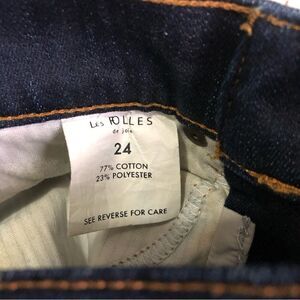 LES FOLLES
de joie
24
77% COTTON
23% POLYESTER
SEE REVERSE FOR CARE